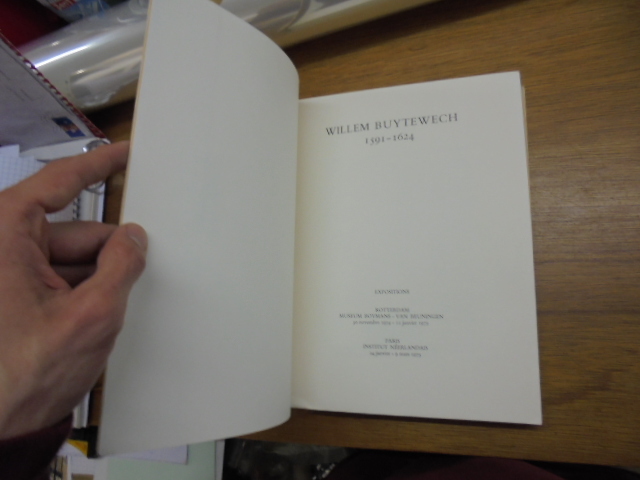 WILLEM BUYTEWECH
1591-1624
EXPOSITIONS
ROTTERDAM
MUSEUM BOYMANS-VAN BEUNINGEN
PARIS
INSTITUT NÉERLANDAIS